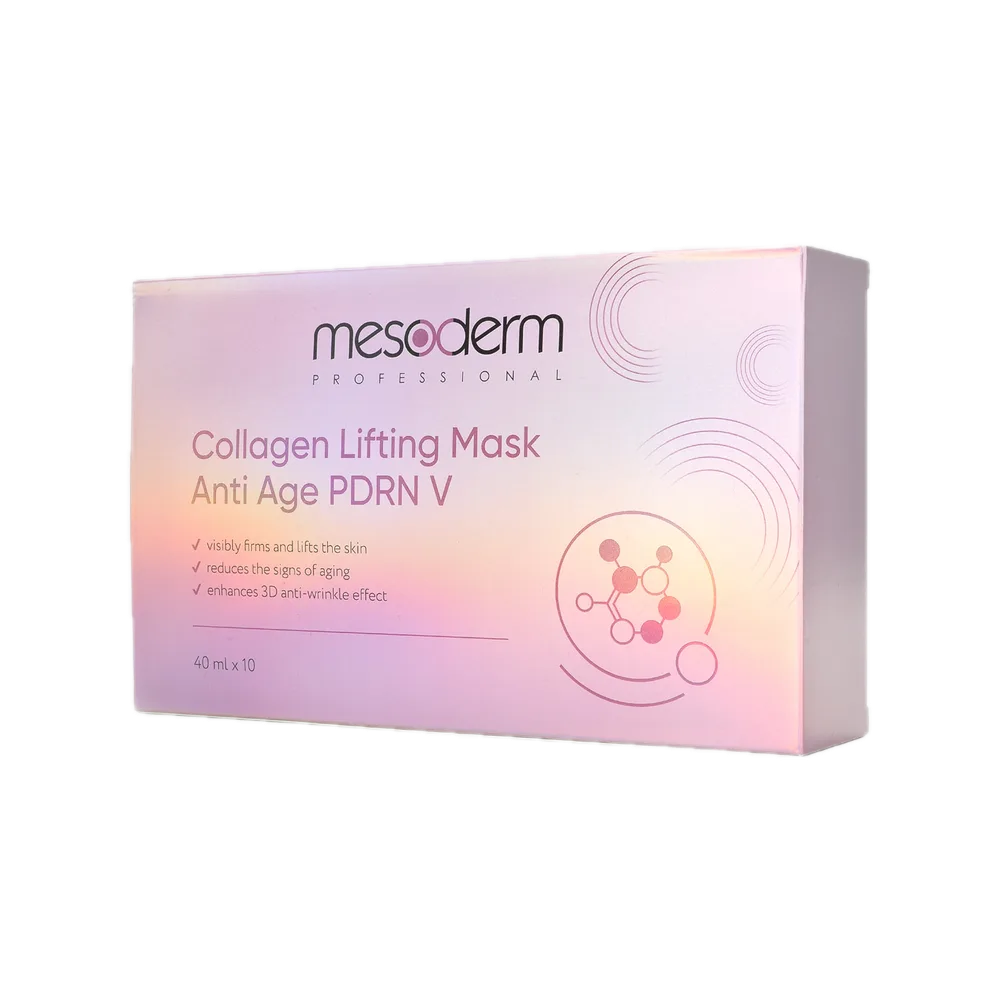 mesoderm
PROFESSIONAL
Collagen Lifting Mask
Anti Age PDRN V
✓ visibly firms and lifts the skin
✓ reduces the signs of aging
✓ enhances 3D anti-wrinkle effect
40 ml x 10